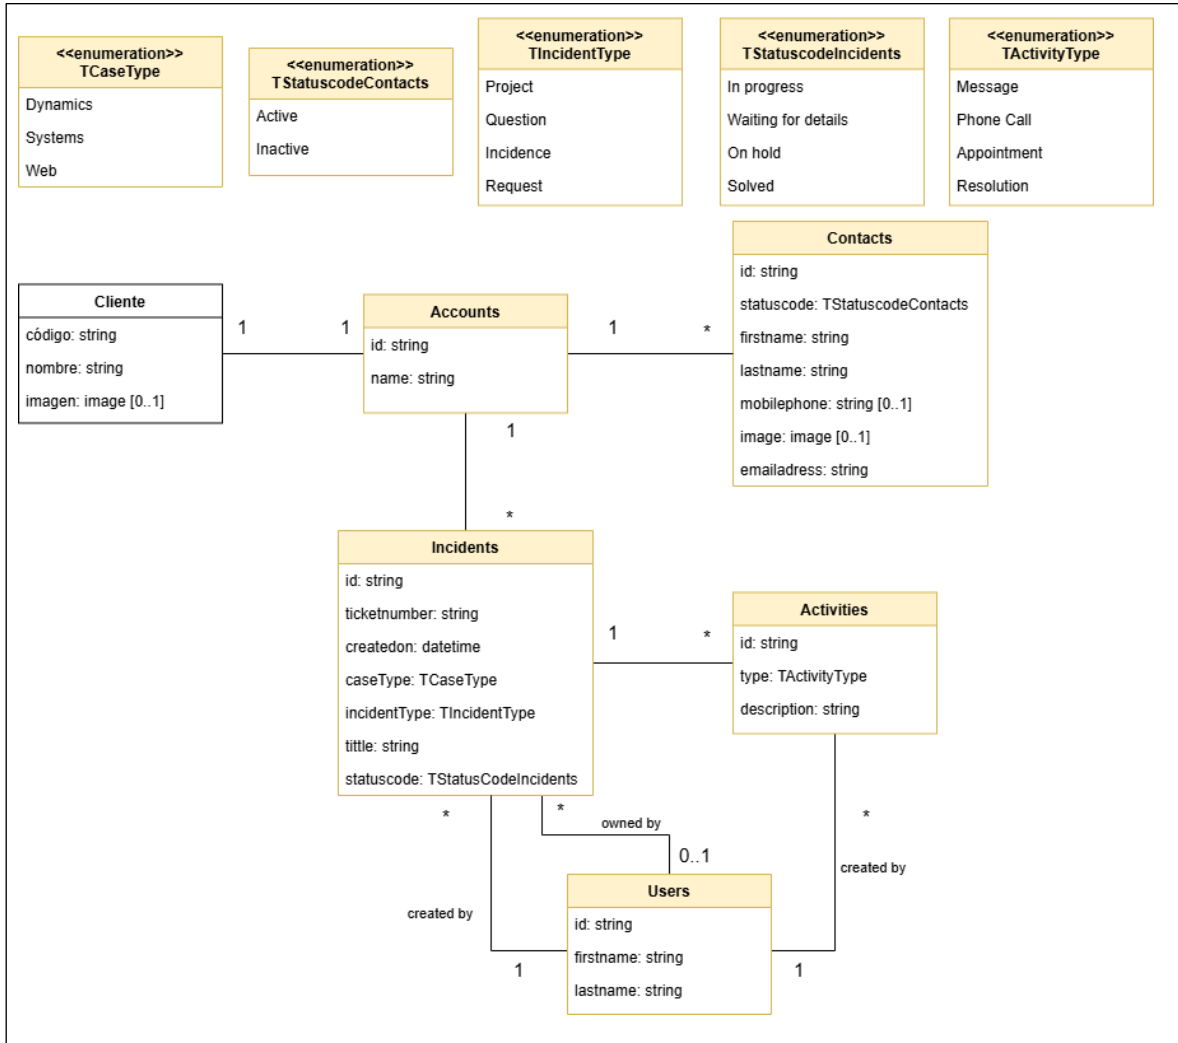 <<enumeration>>
TCaseType
Dynamics
Systems
Web
<<enumeration>>
TStatuscodeContacts
Active
Inactive
<<enumeration>>
TIncidentType
Project
Question
Incidence
Request
<<enumeration>>
TStatuscodeIncidents
In progress
Waiting for details
On hold
Solved
<<enumeration>>
TActivityType
Message
Phone Call
Appointment
Resolution
Cliente
código: string
nombre: string
imagen: image [0..1]
1
1
Accounts
id: string
name: string
1
*
Contacts
id: string
statuscode: TStatuscodeContacts
firstname: string
lastname: string
mobilephone: string [0..1]
image: image [0..1]
emailadress: string
1
*
Incidents
id: string
ticketnumber: string
createdon: datetime
caseType: TCaseType
incidentType: TIncidentType
tittle: string
statuscode: TStatusCodeIncidents
1
*
Activities
id: string
type: TActivityType
description: string
*
*
owned by
0..1
*
created by
created by
1
1
Users
id: string
firstname: string
lastname: string